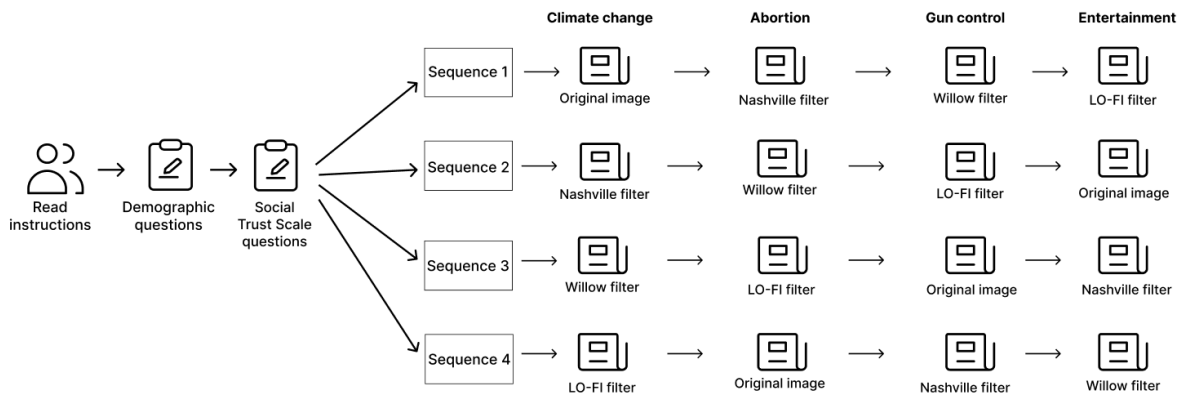 Climate change
Abortion
Gun control
Entertainment
Sequence 1
Original image
Nashville filter
Willow filter
LO-FI filter
Read
instructions
Demographic
questions
Social
Trust Scale
questions
Sequence 2
Nashville filter
Willow filter
LO-FI filter
Original image
Sequence 3
Willow filter
LO-FI filter
Original image
Nashville filter
Sequence 4
LO-FI filter
Original image
Nashville filter
Willow filter